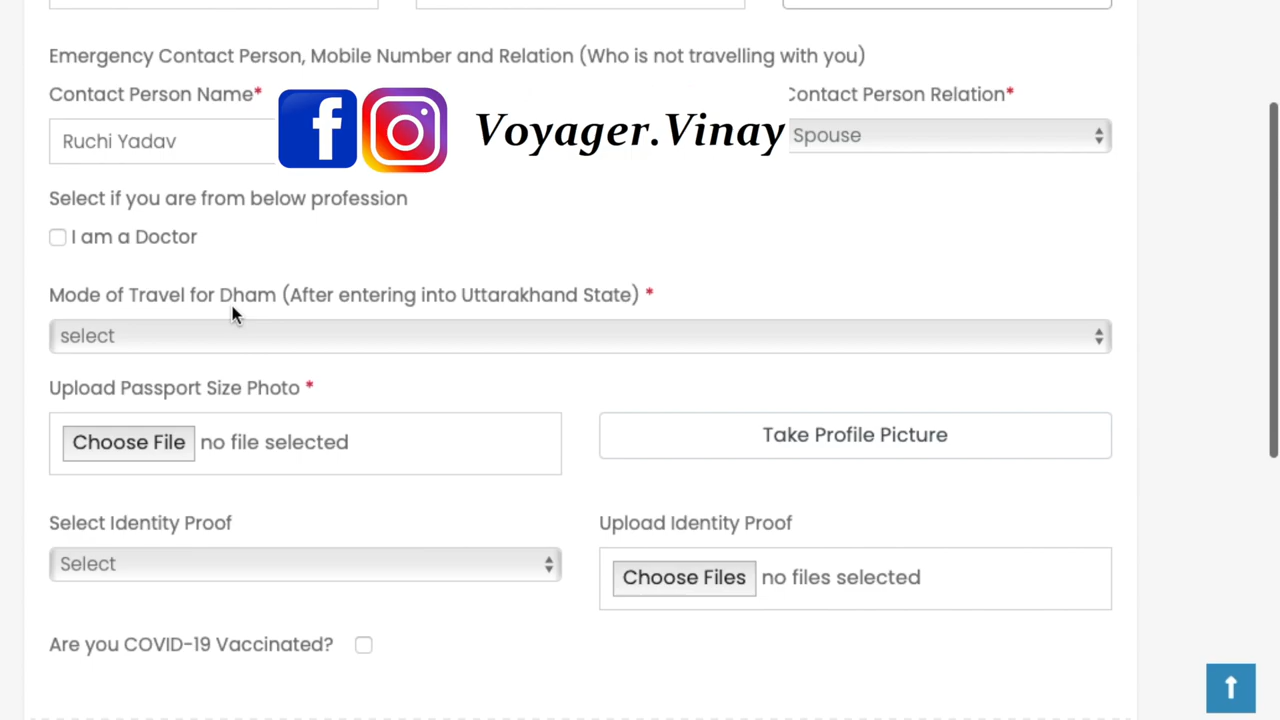 Emergency Contact Person, Mobile Number and Relation (Who is not travelling with you)
Contact Person Name*
Contact Person Relation*
Ruchi Yadav
Voyager.Vinay
Spouse
Select if you are from below profession
I am a Doctor
Mode of Travel for Dham (After entering into Uttarakhand State) *
select
Upload Passport Size Photo *
Choose File no file selected
Take Profile Picture
Select Identity Proof
Upload Identity Proof
Select
Choose Files no files selected
Are you COVID-19 Vaccinated?